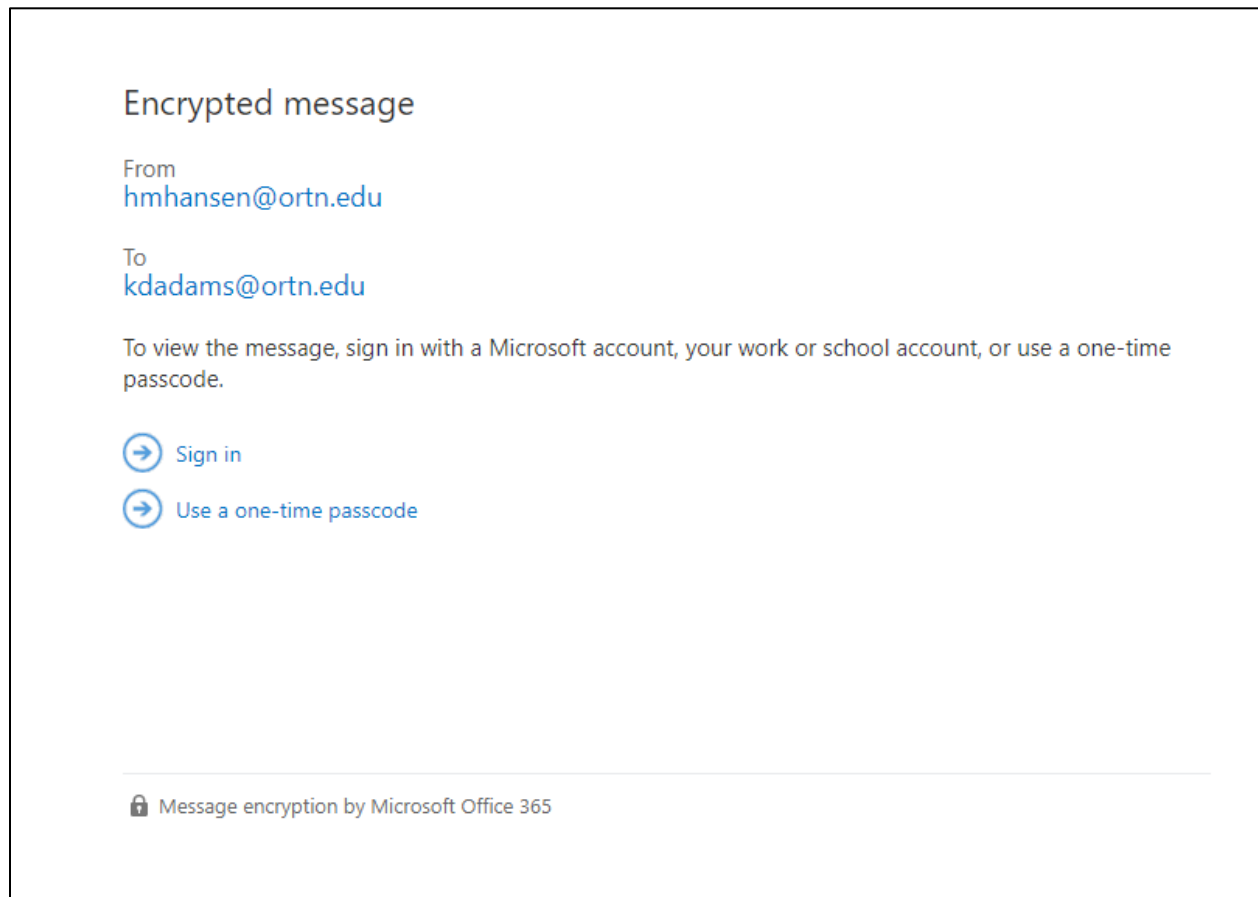 Encrypted message
From
hmhansen@ortn.edu
To
kdadams@ortn.edu
To view the message, sign in with a Microsoft account, your work or school account, or use a one-time
passcode.
Sign in
Use a one-time passcode
Message encryption by Microsoft Office 365